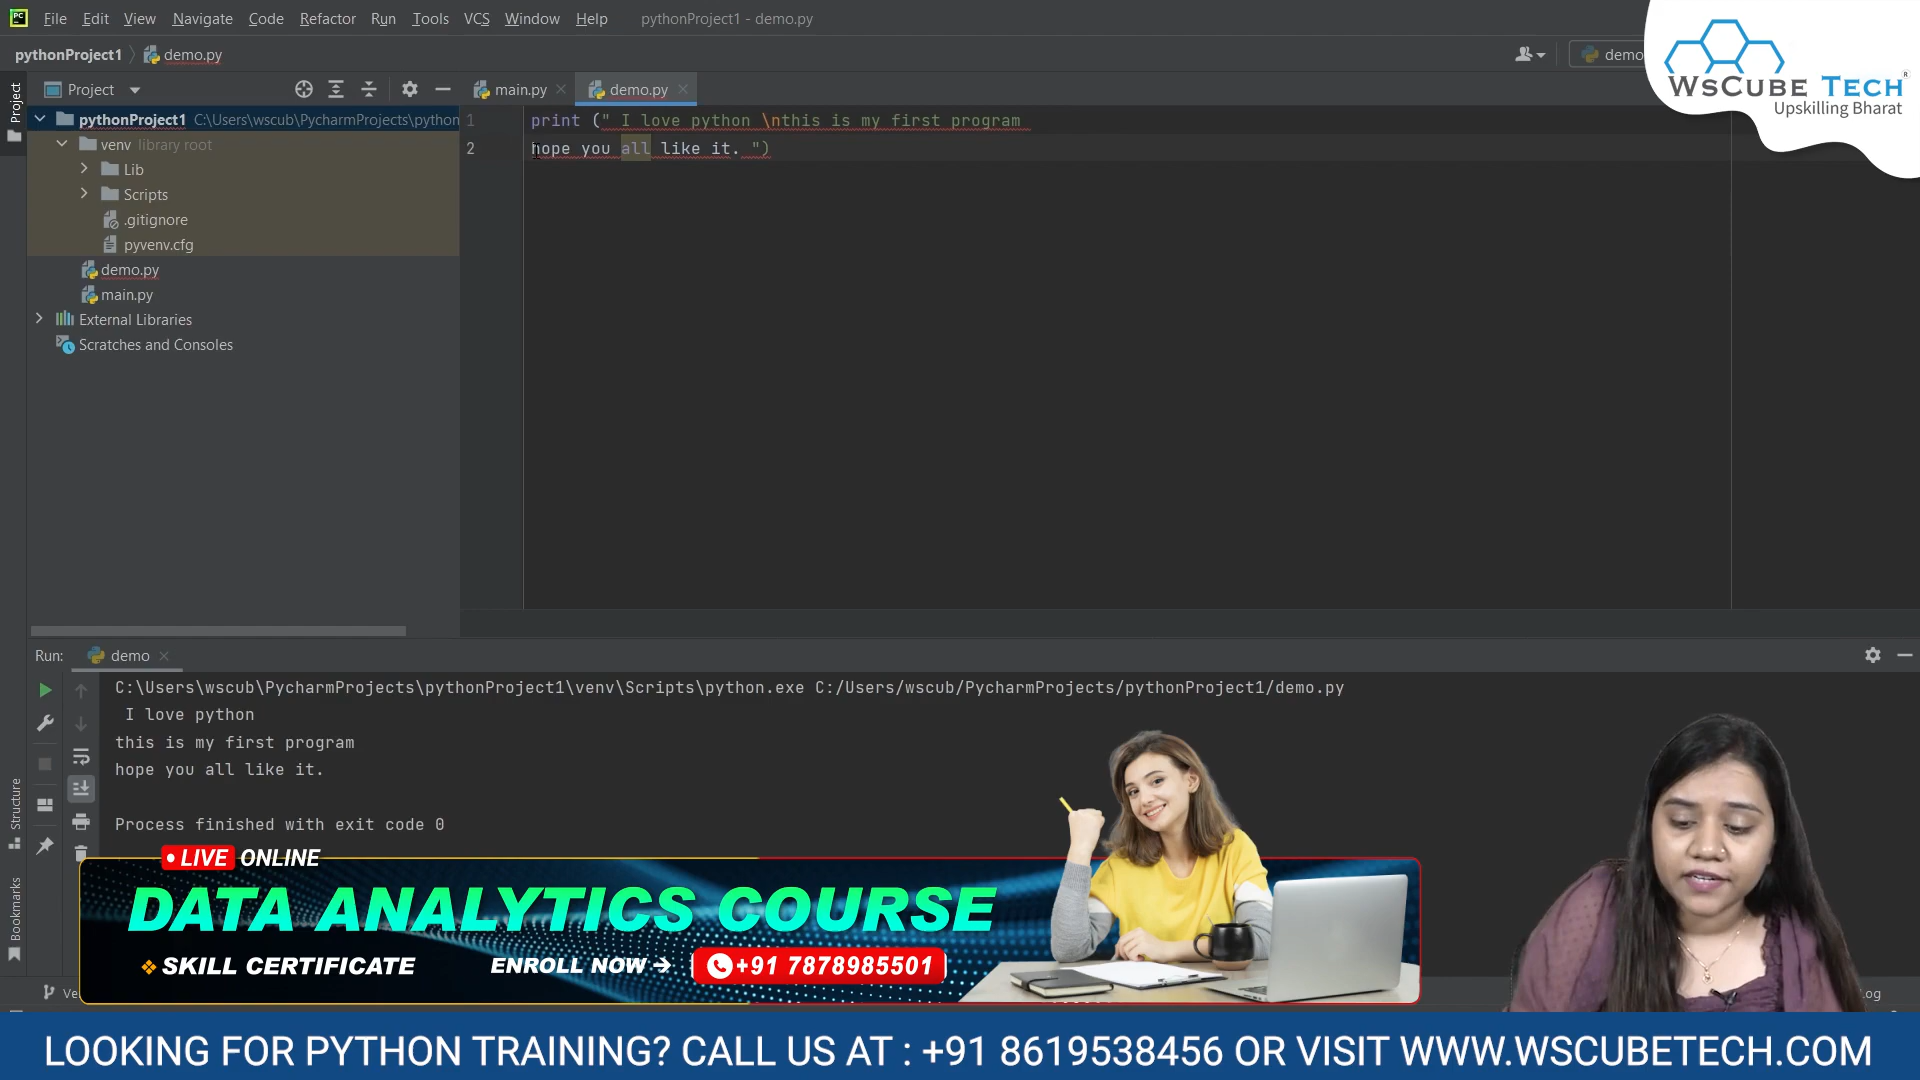 File Edit View Navigate Code Refactor Run Tools VCS Window Help pythonProject1 - demo.py
pythonProject1 demo.py
demo
WsCube Tech
Upskilling Bharat
Project
Project
main.py
demo.py
pythonProject1 C:\Users\wscub\PycharmProjects\python
venv library root
Lib
Scripts
.gitignore
pyvenv.cfg
demo.py
main.py
External Libraries
Scratches and Consoles
1 print (" I love python \nthis is my first program
2 hope you all like it. ")
Run: demo
C:\Users\wscub\PycharmProjects\pythonProject1\venv\Scripts\python.exe C:/Users/wscub/PycharmProjects/pythonProject1/demo.py
I love python
this is my first program
hope you all like it.
Process finished with exit code 0
Structure
Bookmarks
• LIVE ONLINE
DATA ANALYTICS COURSE
SKILL CERTIFICATE
ENROLL NOW → +91 7878985501
LOOKING FOR PYTHON TRAINING? CALL US AT : +91 8619538456 OR VISIT WWW.WSCUBETECH.COM